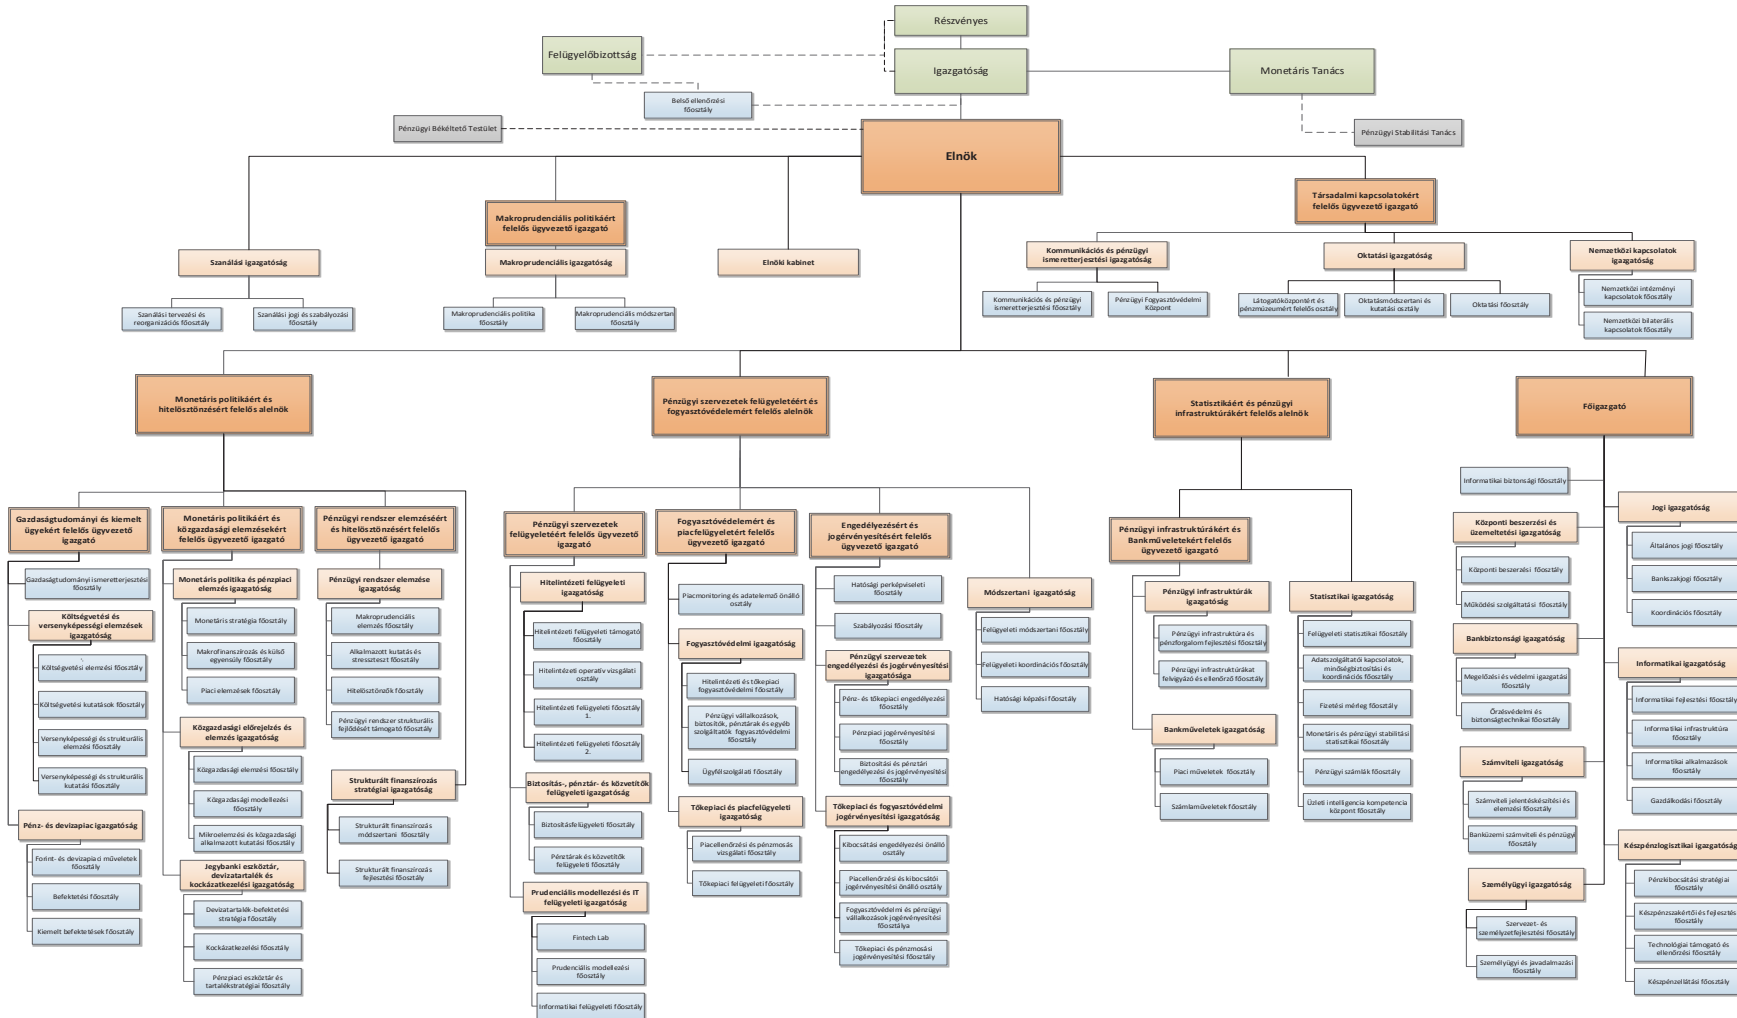 Részvényes
Felügyelőbizottság
Igazgatóság
Monetáris Tanács
Belső ellenőrzési
főosztály
Pénzügyi Békéltető Testület
Pénzügyi Stabilitási Tanács
Elnök
Társadalmi kapcsolatokért
felelős ügyvezető igazgató
Makroprudenciális politikáért
felelős ügyvezető igazgató
Szanálási igazgatóság
Makroprudenciális igazgatóság
Elnöki kabinet
Kommunikációs és pénzügyi
ismeretterjesztési igazgatóság
Oktatási igazgatóság
Nemzetközi kapcsolatok
igazgatóság
Szanálási tervezési és
reorganizációs főosztály
Szanálási jogi és szabályozási
főosztály
Makroprudenciális politika
főosztály
Makroprudenciális módszertan
főosztály
Kommunikációs és pénzügyi
ismeretterjesztési főosztály
Pénzügyi Fogyasztóvédelmi
Központ
Látogatóközpontért és
pénzmúzeumért felelős osztály
Oktatásmódszertani és
kutatási osztály
Oktatási főosztály
Nemzetközi intézményi
kapcsolatok főosztály
Nemzetközi bilaterális
kapcsolatok főosztály
Monetáris politikáért és
hitelösztönzésért felelős alelnök
Pénzügyi szervezetek felügyeletéért és
fogyasztóvédelemért felelős alelnök
Statisztikáért és pénzügyi
infrastruktúrákért felelős alelnök
Főigazgató
Gazdaságtudományi és kiemelt
ügyekért felelős ügyvezető
igazgató
Gazdaságtudományi ismeretterjesztési
főosztály
Költségvetési és
versenyképességi elemzések
igazgatóság
Költségvetési elemzési főosztály
Költségvetési kutatások főosztály
Versenyképességi és strukturális
elemzési főosztály
Versenyképességi és strukturális
kutatási főosztály
Pénz- és devizapiac igazgatóság
Forint- és devizapiaci műveletek
főosztály
Befektetési főosztály
Kiemelt befektetések főosztály
Monetáris politikáért és
közgazdasági elemzésekért
felelős ügyvezető igazgató
Monetáris politika és pénzpiaci
elemzés igazgatóság
Monetáris stratégia főosztály
Makrofinanszírozás és külső
egyensúly főosztály
Piaci elemzések főosztály
Közgazdasági előrejelzés és
elemzés igazgatóság
Közgazdasági elemzési főosztály
Közgazdasági modellezési
főosztály
Mikroelemzési és közgazdasági
alkalmazott kutatási főosztály
Jegybanki eszköztár,
devizatartalék és
kockázatkezelési igazgatóság
Devizatartalék-befektetési
stratégia főosztály
Kockázatkezelési főosztály
Pénzpiaci eszköztár és
tartalékstratégiai főosztály
Pénzügyi rendszer elemzéséért
és hitelösztönzésért felelős
ügyvezető igazgató
Pénzügyi rendszer elemzése
igazgatóság
Makroprudenciális
elemzés főosztály
Alkalmazott kutatás és
stresszteszt főosztály
Hitelösztönzők főosztály
Pénzügyi rendszer strukturális
fejlődését támogató főosztály
Strukturált finanszírozás
stratégiai igazgatóság
Strukturált finanszírozás
módszertani főosztály
Strukturált finanszírozás
fejlesztési főosztály
Pénzügyi szervezetek
felügyeletéért felelős ügyvezető
igazgató
Hitelintézeti felügyeleti
igazgatóság
Hitelintézeti felügyeleti támogató
főosztály
Hitelintézeti operatív vizsgálati
osztály
Hitelintézeti felügyeleti főosztály
1.
Hitelintézeti felügyeleti főosztály
2.
Biztosítás-, pénztár- és közvetítők
felügyeleti igazgatóság
Biztosításfelügyeleti főosztály
Pénztárak és közvetítők
felügyeleti főosztály
Prudenciális modellezési és IT
felügyeleti igazgatóság
Fintech Lab
Prudenciális modellezési
főosztály
Informatikai felügyeleti főosztály
Fogyasztóvédelemért és
piacfelügyeletért felelős
ügyvezető igazgató
Piacmonitoring és adatelemző önálló
osztály
Fogyasztóvédelmi igazgatóság
Hitelintézeti és tőkepiaci
fogyasztóvédelmi főosztály
Pénzügyi vállalkozások,
biztosítók, pénztárak és egyéb
szolgáltatók fogyasztóvédelmi
főosztály
Ügyfélszolgálati főosztály
Tőkepiaci és piacfelügyeleti
igazgatóság
Piacellenőrzési és pénzmosás
vizsgálati főosztály
Tőkepiaci felügyeleti főosztály
Engedélyezésért és
jogérvényesítésért felelős
ügyvezető igazgató
Hatósági perképviseleti
főosztály
Szabályozási főosztály
Pénzügyi szervezetek
engedélyezési és jogérvényesítési
igazgatósága
Pénz- és tőkepiaci engedélyezési
főosztály
Pénzpiaci jogérvényesítési
főosztály
Biztosítási és pénztári
engedélyezési és jogérvényesítési
főosztály
Tőkepiaci és fogyasztóvédelmi
jogérvényesítési igazgatóság
Kibocsátási engedélyezési önálló
osztály
Piacellenőrzési és kibocsátói
jogérvényesítési önálló osztály
Fogyasztóvédelmi és pénzügyi
vállalkozások jogérvényesítési
főosztálya
Tőkepiaci és pénzmosási
jogérvényesítési főosztály
Módszertani igazgatóság
Felügyeleti módszertani főosztály
Felügyeleti koordinációs főosztály
Hatósági képzési főosztály
Pénzügyi infrastruktúrákért és
Bankműveletekért felelős
ügyvezető igazgató
Pénzügyi infrastruktúrák
igazgatóság
Pénzügyi infrastruktúra és
pénzforgalom fejlesztési főosztály
Pénzügyi infrastruktúrákat
felvigyázó és ellenőrző főosztály
Bankműveletek igazgatóság
Piaci műveletek főosztály
Számlaműveletek főosztály
Statisztikai igazgatóság
Felügyeleti statisztikai főosztály
Adatszolgáltatói kapcsolatok,
minőségbiztosítási és
koordinációs főosztály
Fizetési mérleg főosztály
Monetáris és pénzügyi stabilitási
statisztikai főosztály
Pénzügyi számlák főosztály
Üzleti intelligencia kompetencia
központ főosztály
Informatikai biztonsági főosztály
Központi beszerzési és
üzemeltetési igazgatóság
Központi beszerzési főosztály
Működési szolgáltatási főosztály
Bankbiztonsági igazgatóság
Megelőzési és védelmi igazgatási
főosztály
Őrzésvédelmi és
biztonságtechnikai főosztály
Számviteli igazgatóság
Számviteli jelentéskészítési és
elemzési főosztály
Banküzemi számviteli és pénzügyi
főosztály
Személyügyi igazgatóság
Szervezet- és
személyzetfejlesztési főosztály
Személyügyi és javadalmazási
főosztály
Jogi igazgatóság
Általános jogi főosztály
Bankszakjogi főosztály
Koordinációs főosztály
Informatikai igazgatóság
Informatikai fejlesztési főosztály
Informatikai infrastruktúra
főosztály
Informatikai alkalmazások
főosztály
Gazdálkodási főosztály
Készpénzlogisztikai igazgatóság
Pénzkibocsátási stratégiai
főosztály
Készpénzszakértői és fejlesztési
főosztály
Technológiai támogató és
ellenőrzési főosztály
Készpénzellátási főosztály